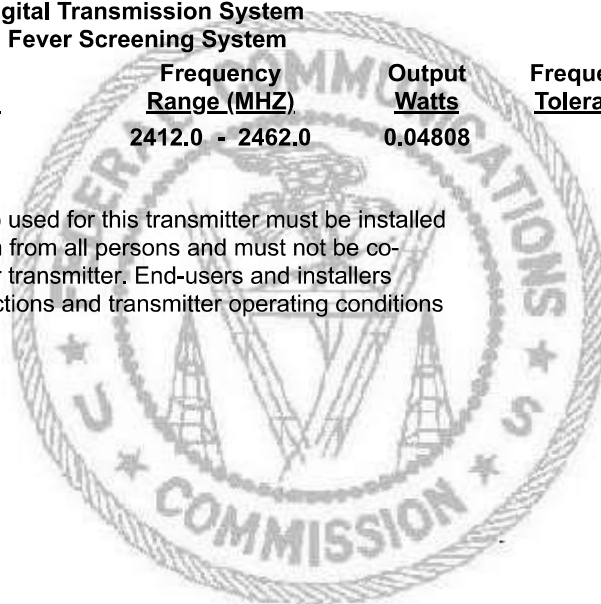 gital Transmission System
Fever Screening System
Frequency Output Freque
Range (MHZ) Watts Tolera
2412.0 - 2462.0 0.04808
used for this transmitter must be installed
from all persons and must not be co-
transmitter. End-users and installers
ctions and transmitter operating conditions
FEDERAL COMMUNICATIONS
U S
COMMISSION